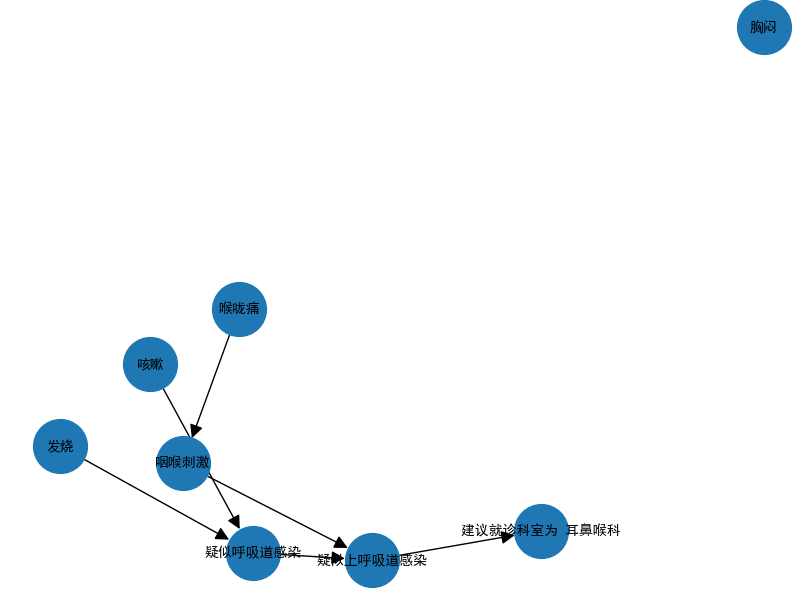 胸闷
喉咙痛
咳嗽
发烧
咽喉刺激
建议就诊科室为 耳鼻喉科
疑似呼吸道感染
疑似上呼吸道感染